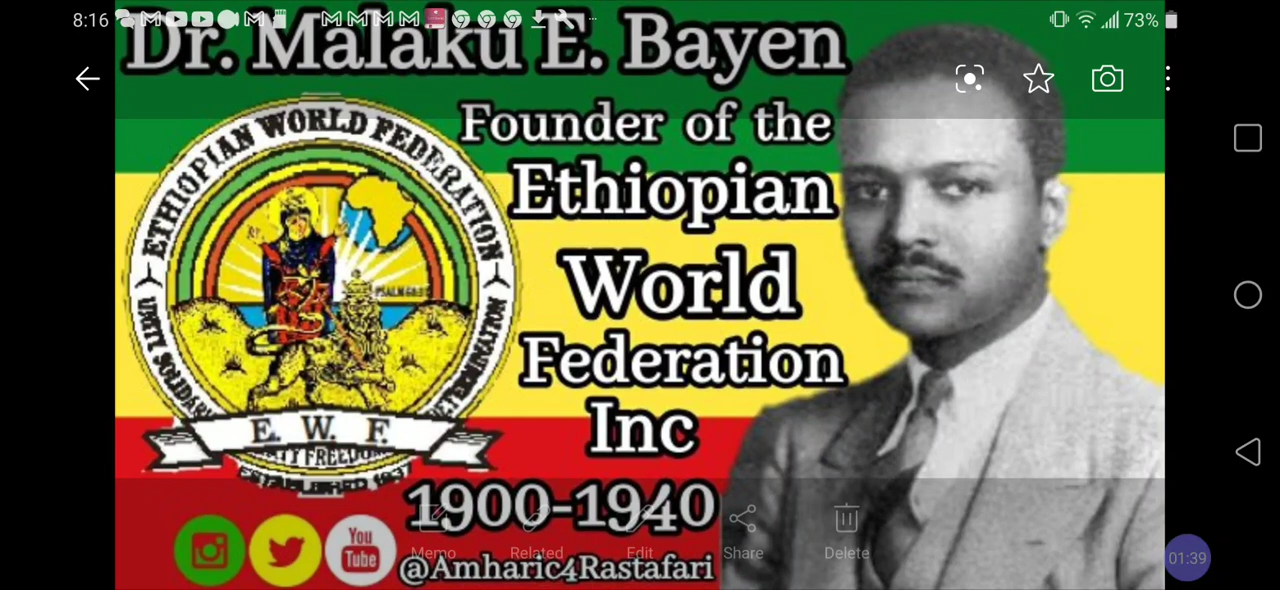 8:16
73%
Dr. Malaku E. Bayen
Founder of the
Ethiopian
World
Federation
Inc
1900-1940
@Amharic4Rastafari
ETHIOPIAN WORLD FEDERATION
E. W. F.
You
Tube
Memo
Related
Edit
Share
Delete
01:39